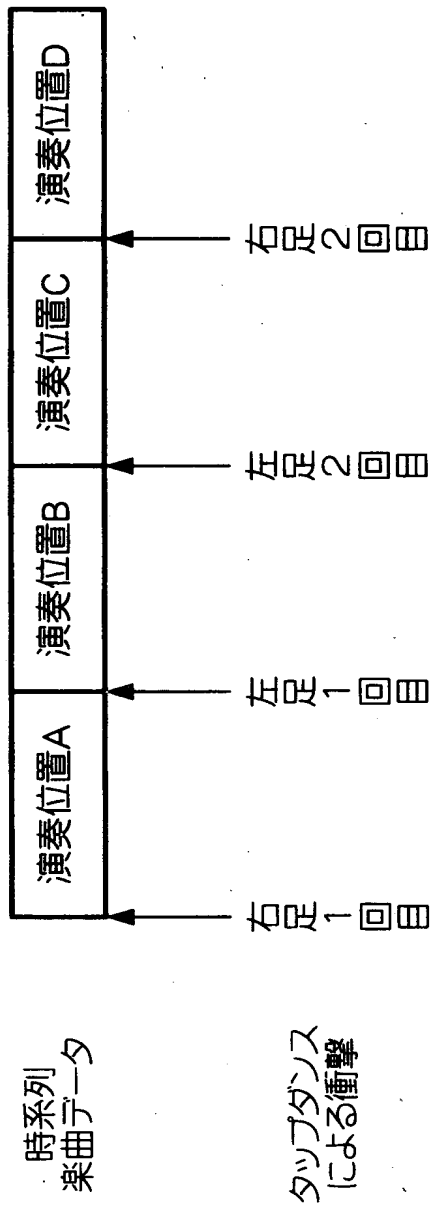 時系列
楽曲データ
演奏位置A
演奏位置B
演奏位置C
演奏位置D
タップダンス
による衝撃
右足1回目
左足1回目
左足2回目
右足2回目